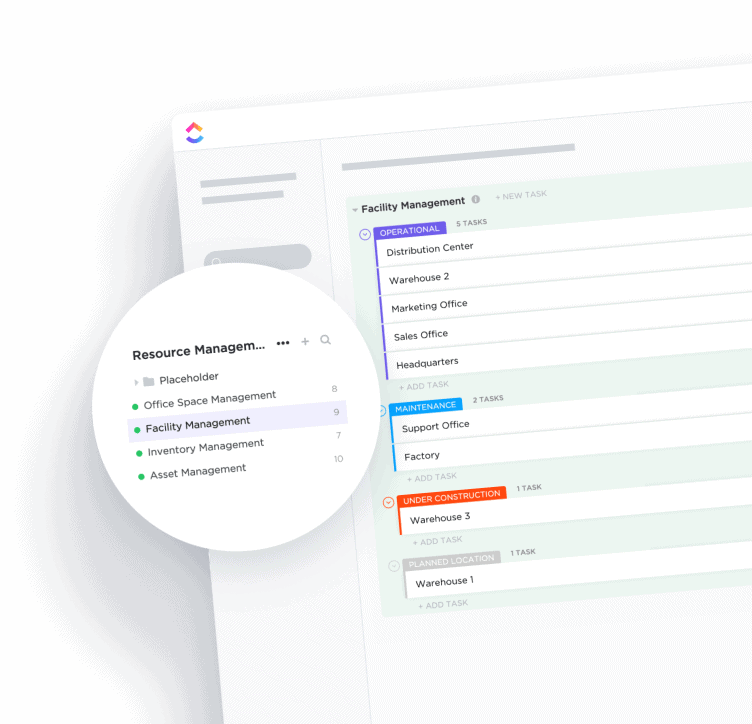 Facility Management
+ NEW TASK
OPERATIONAL 5 TASKS
Distribution Center
Warehouse 2
Marketing Office
Sales Office
Headquarters
+ ADD TASK
MAINTENANCE 2 TASKS
Support Office
Factory
+ ADD TASK
UNDER CONSTRUCTION 1 TASK
Warehouse 3
+ ADD TASK
PLANNED LOCATION 1 TASK
Warehouse 1
+ ADD TASK
Resource Managem... ••• +
Placeholder
Office Space Management 8
Facility Management 9
Inventory Management 7
Asset Management 10